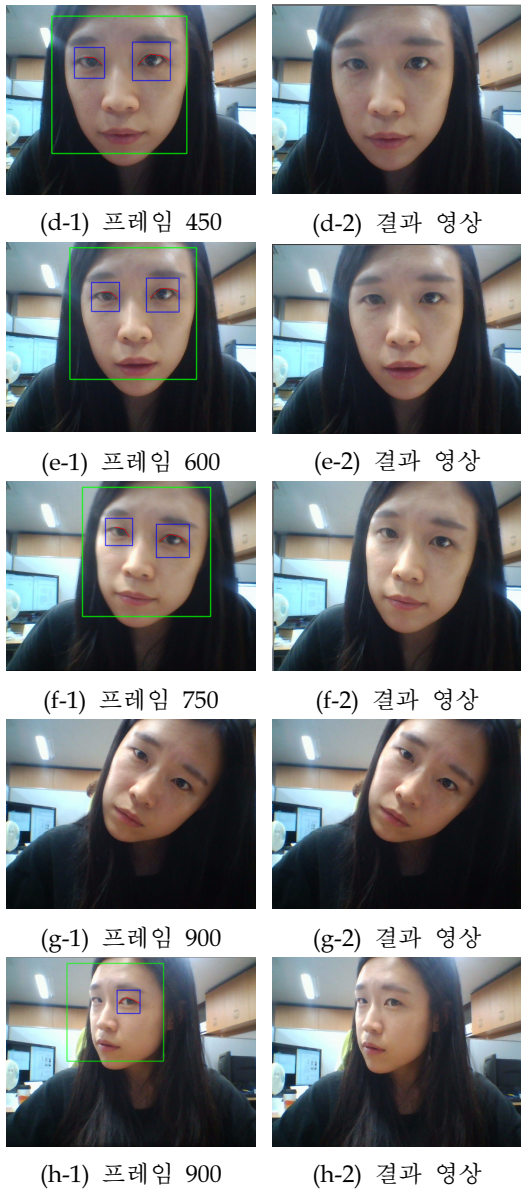 (d-1) 프레임 450 (d-2) 결과 영상
(e-1) 프레임 600 (e-2) 결과 영상
(f-1) 프레임 750 (f-2) 결과 영상
(g-1) 프레임 900 (g-2) 결과 영상
(h-1) 프레임 900 (h-2) 결과 영상